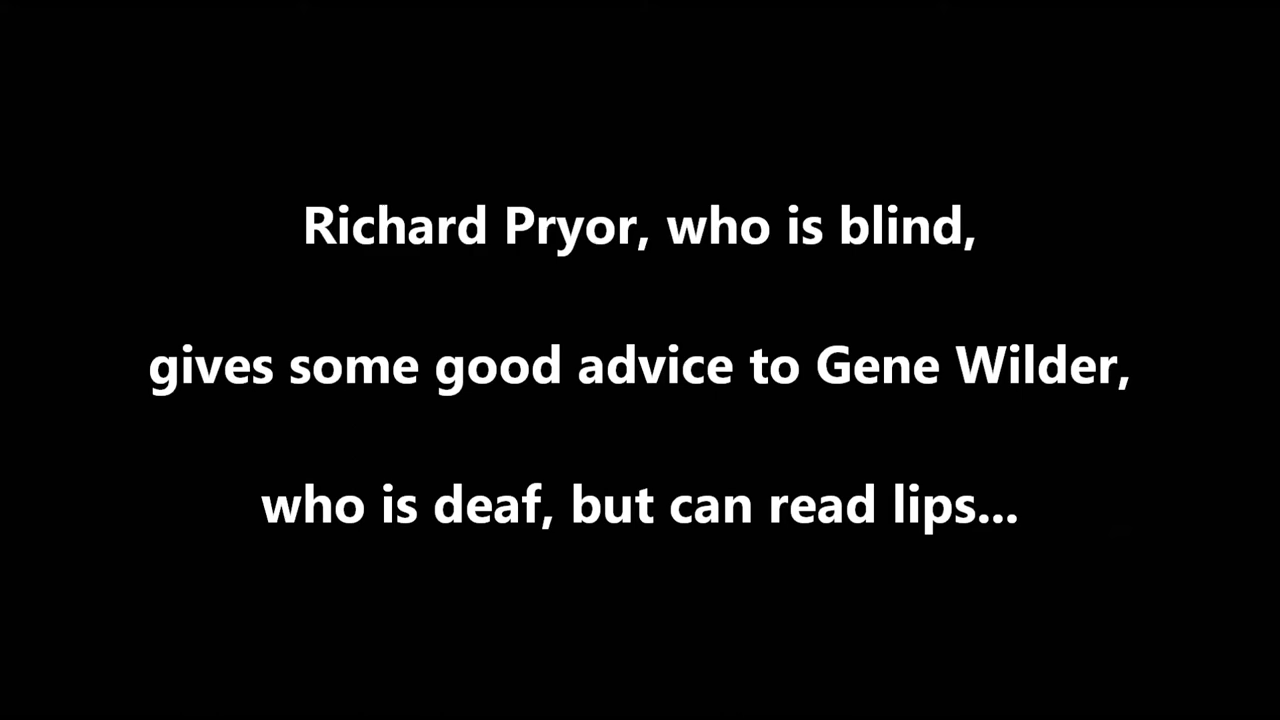 Richard Pryor, who is blind,
gives some good advice to Gene Wilder,
who is deaf, but can read lips...